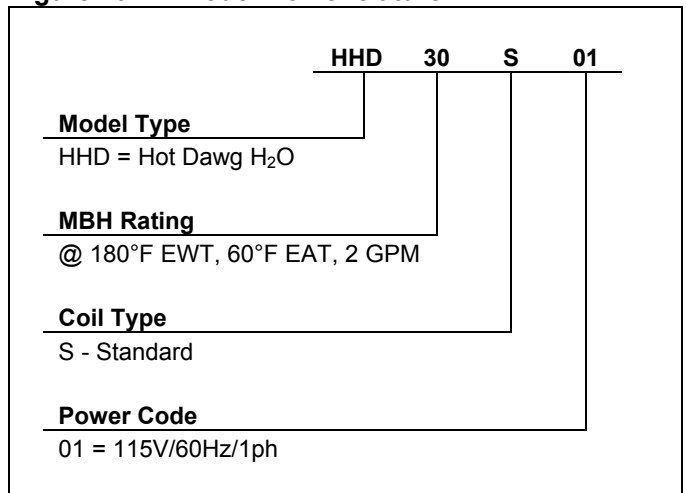 HHD 30 S 01
Model Type
HHD = Hot Dawg H₂O
MBH Rating
@ 180°F EWT, 60°F EAT, 2 GPM
Coil Type
S - Standard
Power Code
01 = 115V/60Hz/1ph